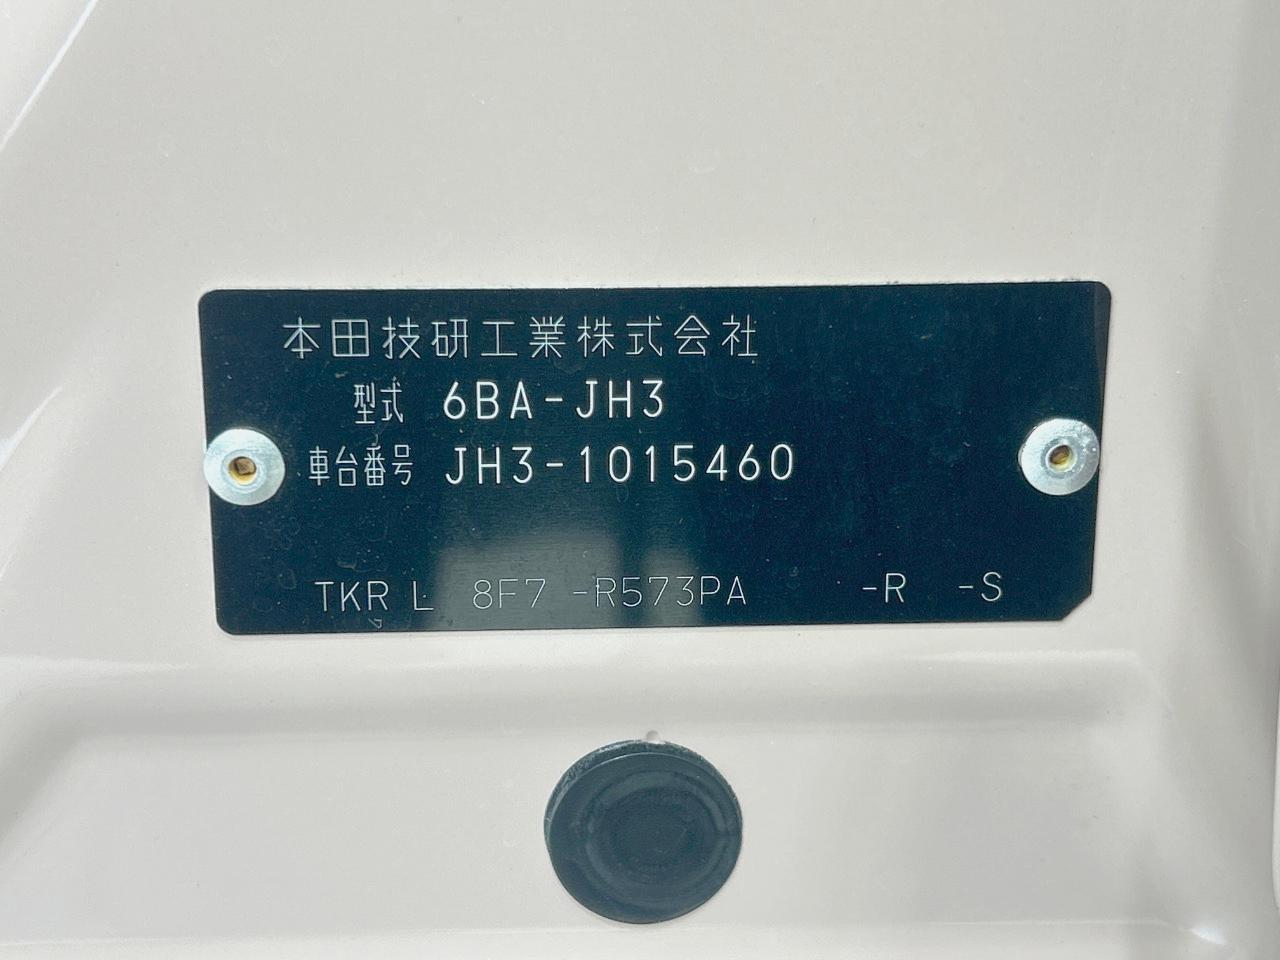 本田技研工業株式会社
型式 6BA-JH3
車台番号 JH3-1015460
TKR L 8F7 -R573PA -R -S